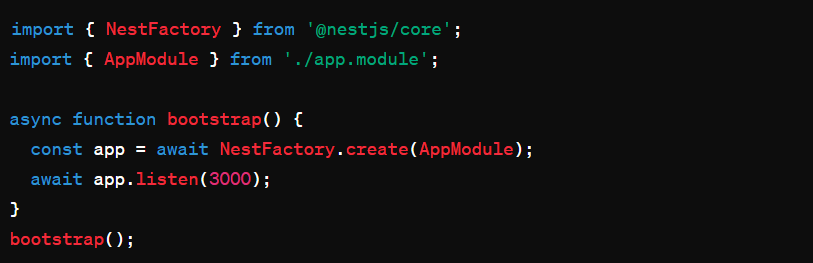 import { NestFactory } from '@nestjs/core';
import { AppModule } from './app.module';
async function bootstrap() {
  const app = await NestFactory.create(AppModule);
  await app.listen(3000);
}
bootstrap();